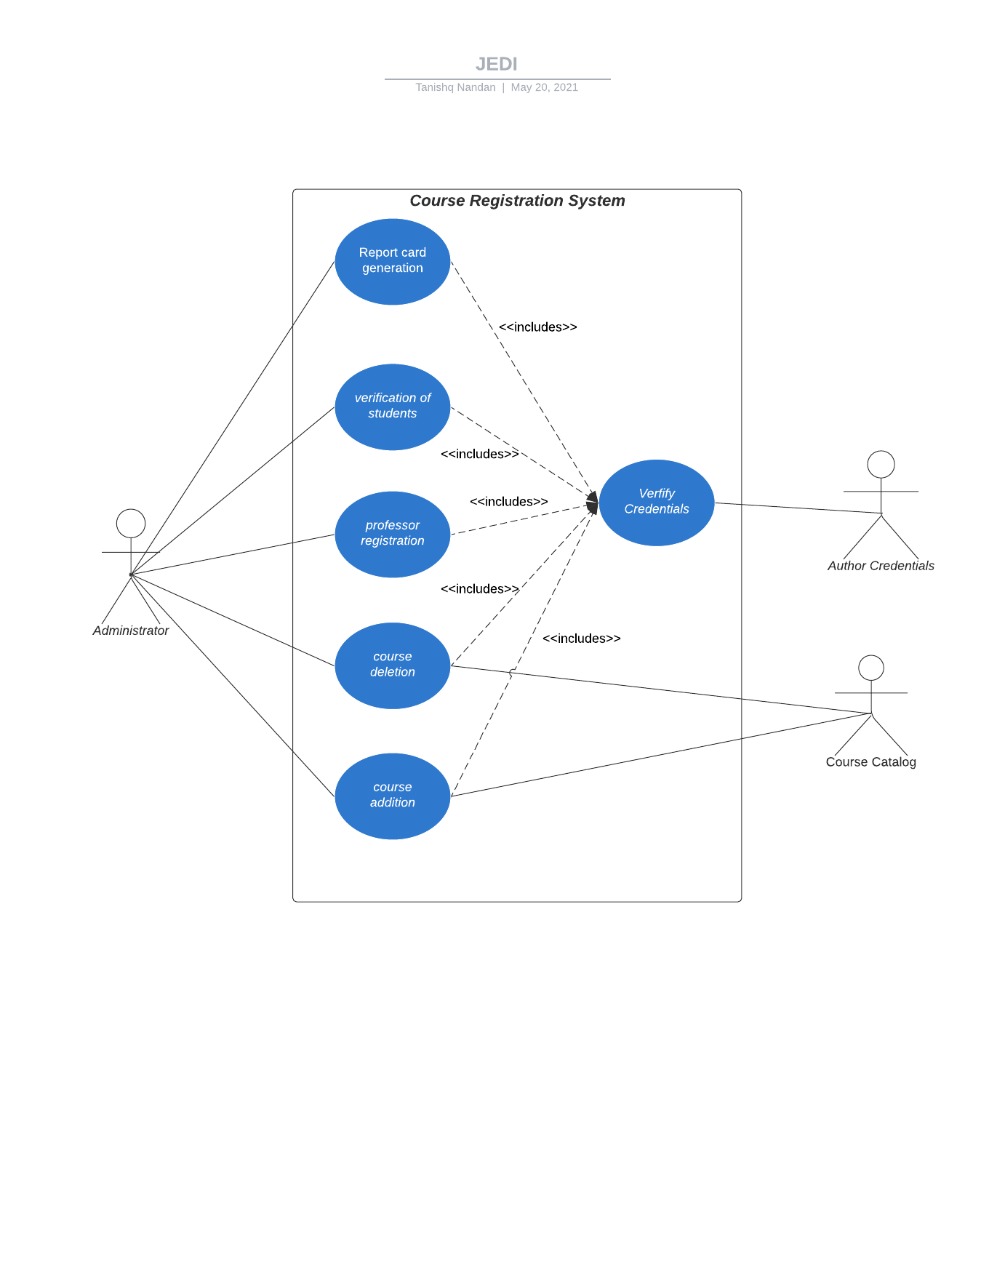 JEDI
Tanishq Nandan | May 20, 2021
Course Registration System
Report card
generation
<<includes>>
verification of
students
<<includes>>
Verfify
Credentials
<<includes>>
professor
registration
Author Credentials
<<includes>>
Administrator
<<includes>>
course
deletion
Course Catalog
course
addition